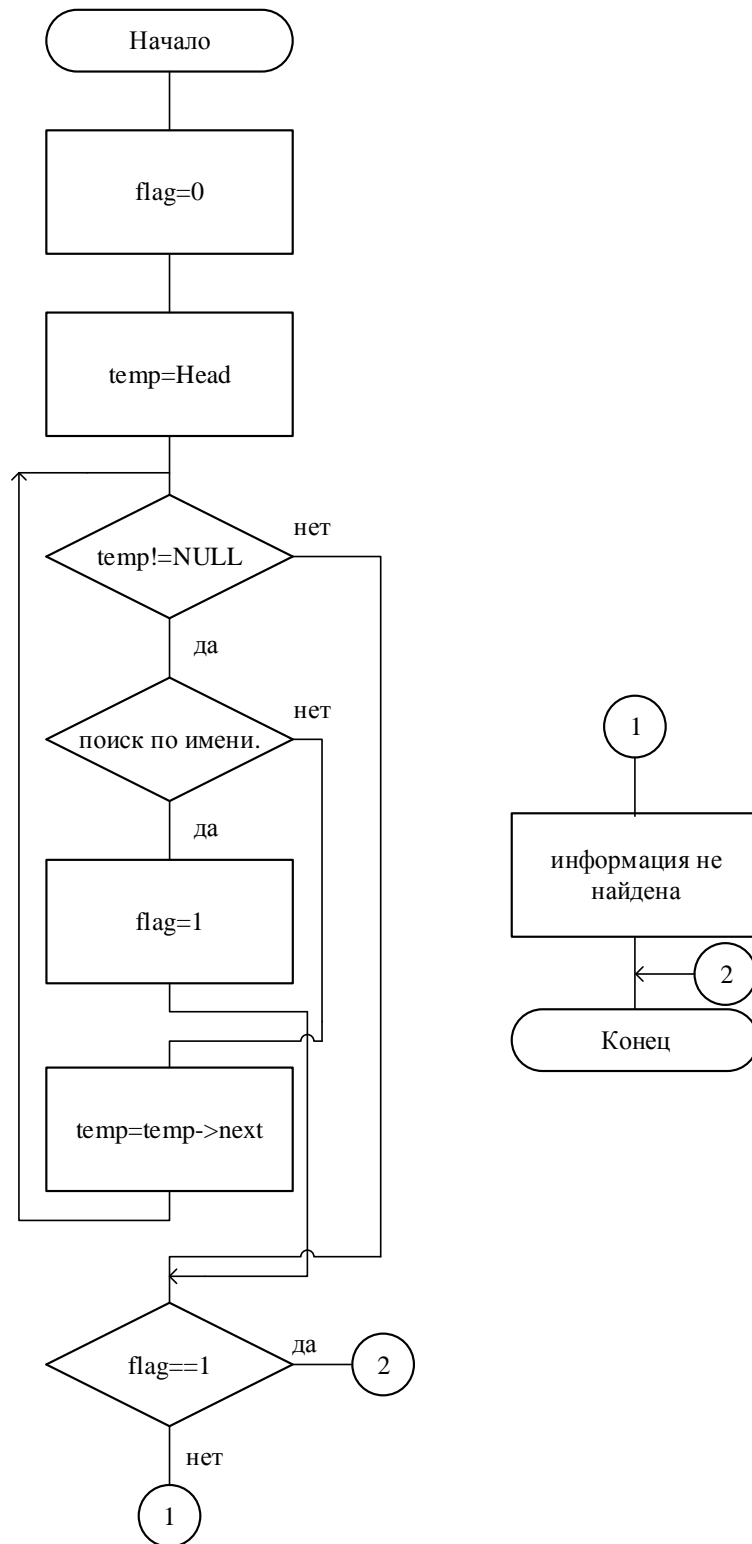 Начало
flag=0
temp=Head
нет
temp!=NULL
да
нет
поиск по имени.
да
flag=1
temp=temp->next
да
flag==1
2
нет
1
1
информация не
найдена
2
Конец